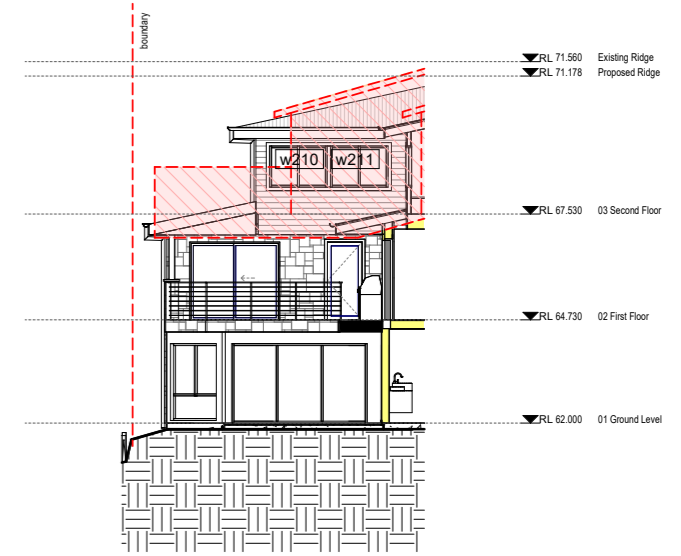 boundary
RL 71.560 Existing Ridge
RL 71.178 Proposed Ridge
w210 w211
RL 67.530 03 Second Floor
RL 64.730 02 First Floor
RL 62.000 01 Ground Level